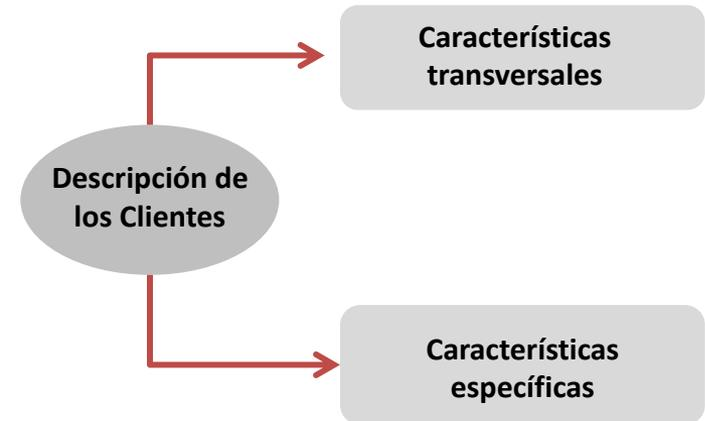 Características
transversales
Descripción de
los Clientes
Características
específicas